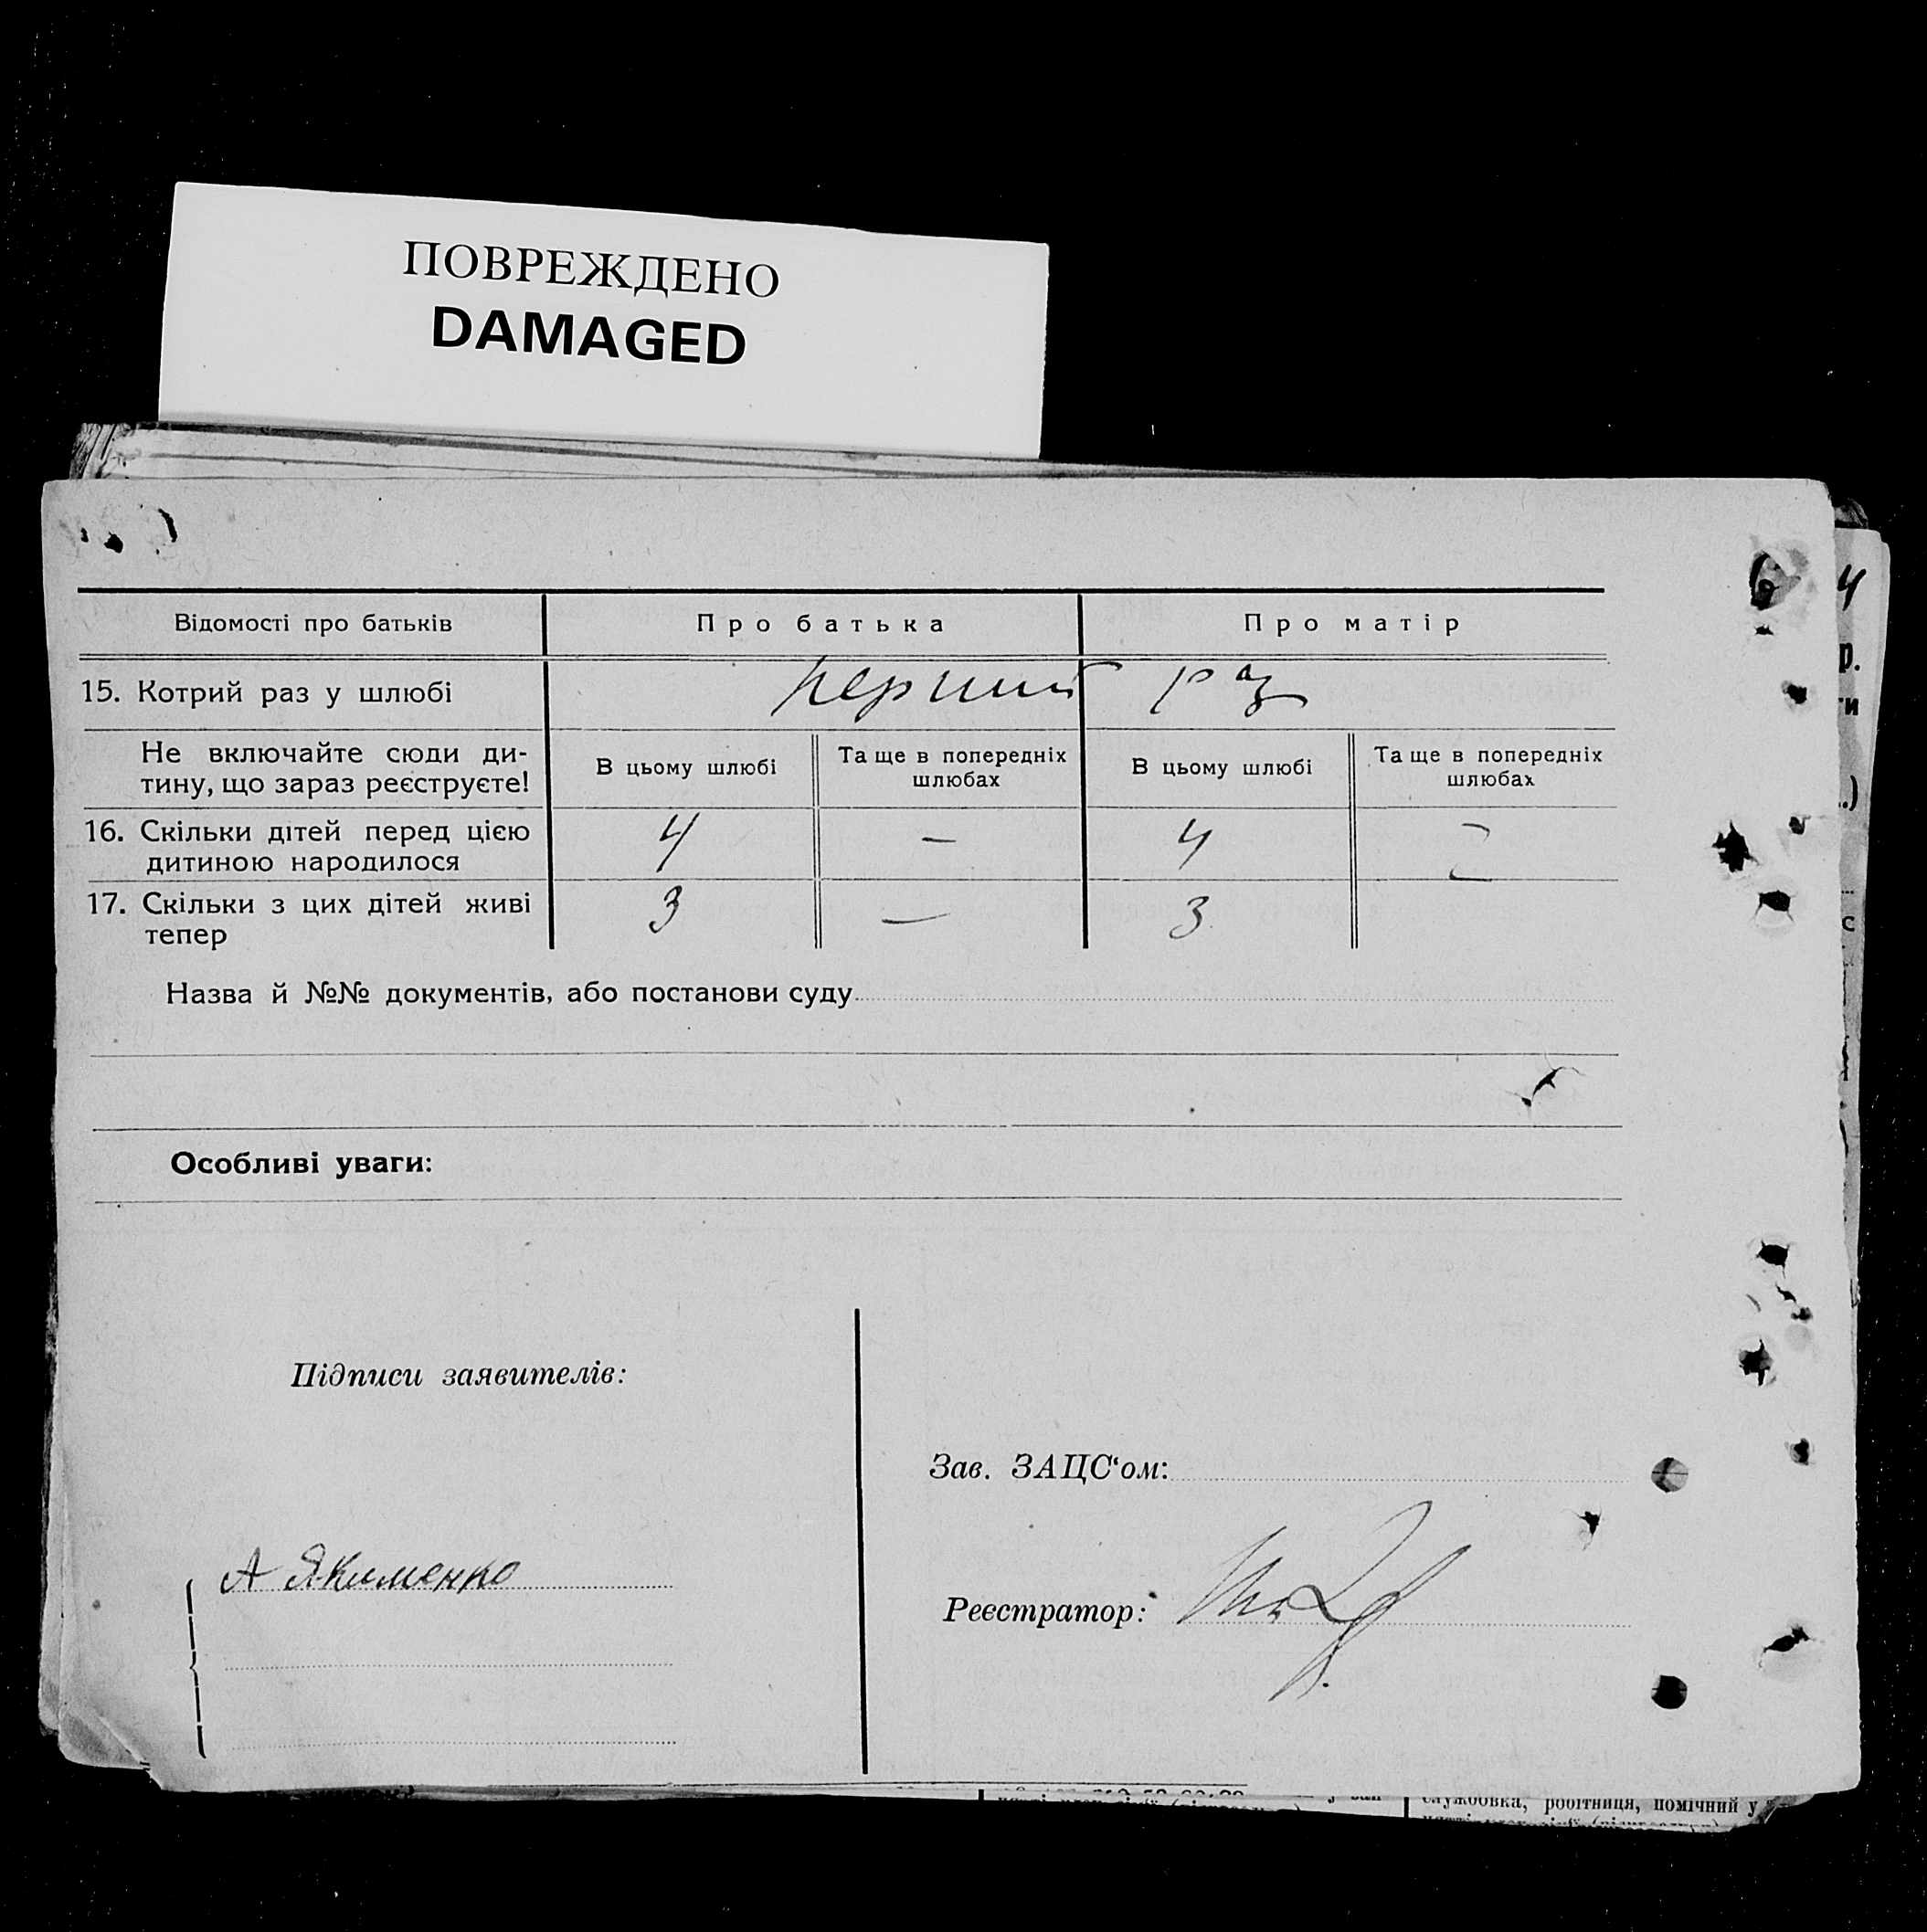 ПОВРЕЖДЕНО
DAMAGED
Відомості про батьків Про батька Про матір
15. Котрий раз у шлюбі перший раз
Не включайте сюди ди-
тину, що зараз реєструєте!
В цьому шлюбі
Та ще в попередніх
шлюбах
В цьому шлюбі
Та ще в попередніх
шлюбах
16. Скільки дітей перед цією
дитиною народилося
4 — 4 —
17. Скільки з цих дітей живі
тепер
3 — 3
Назва й №№ документів, або постанови суду
Особливі уваги:
Підписи заявителів:
А Якименко
Зав. ЗАЦС‘ом:
Реєстратор:
службовка, робітниця, помічний у